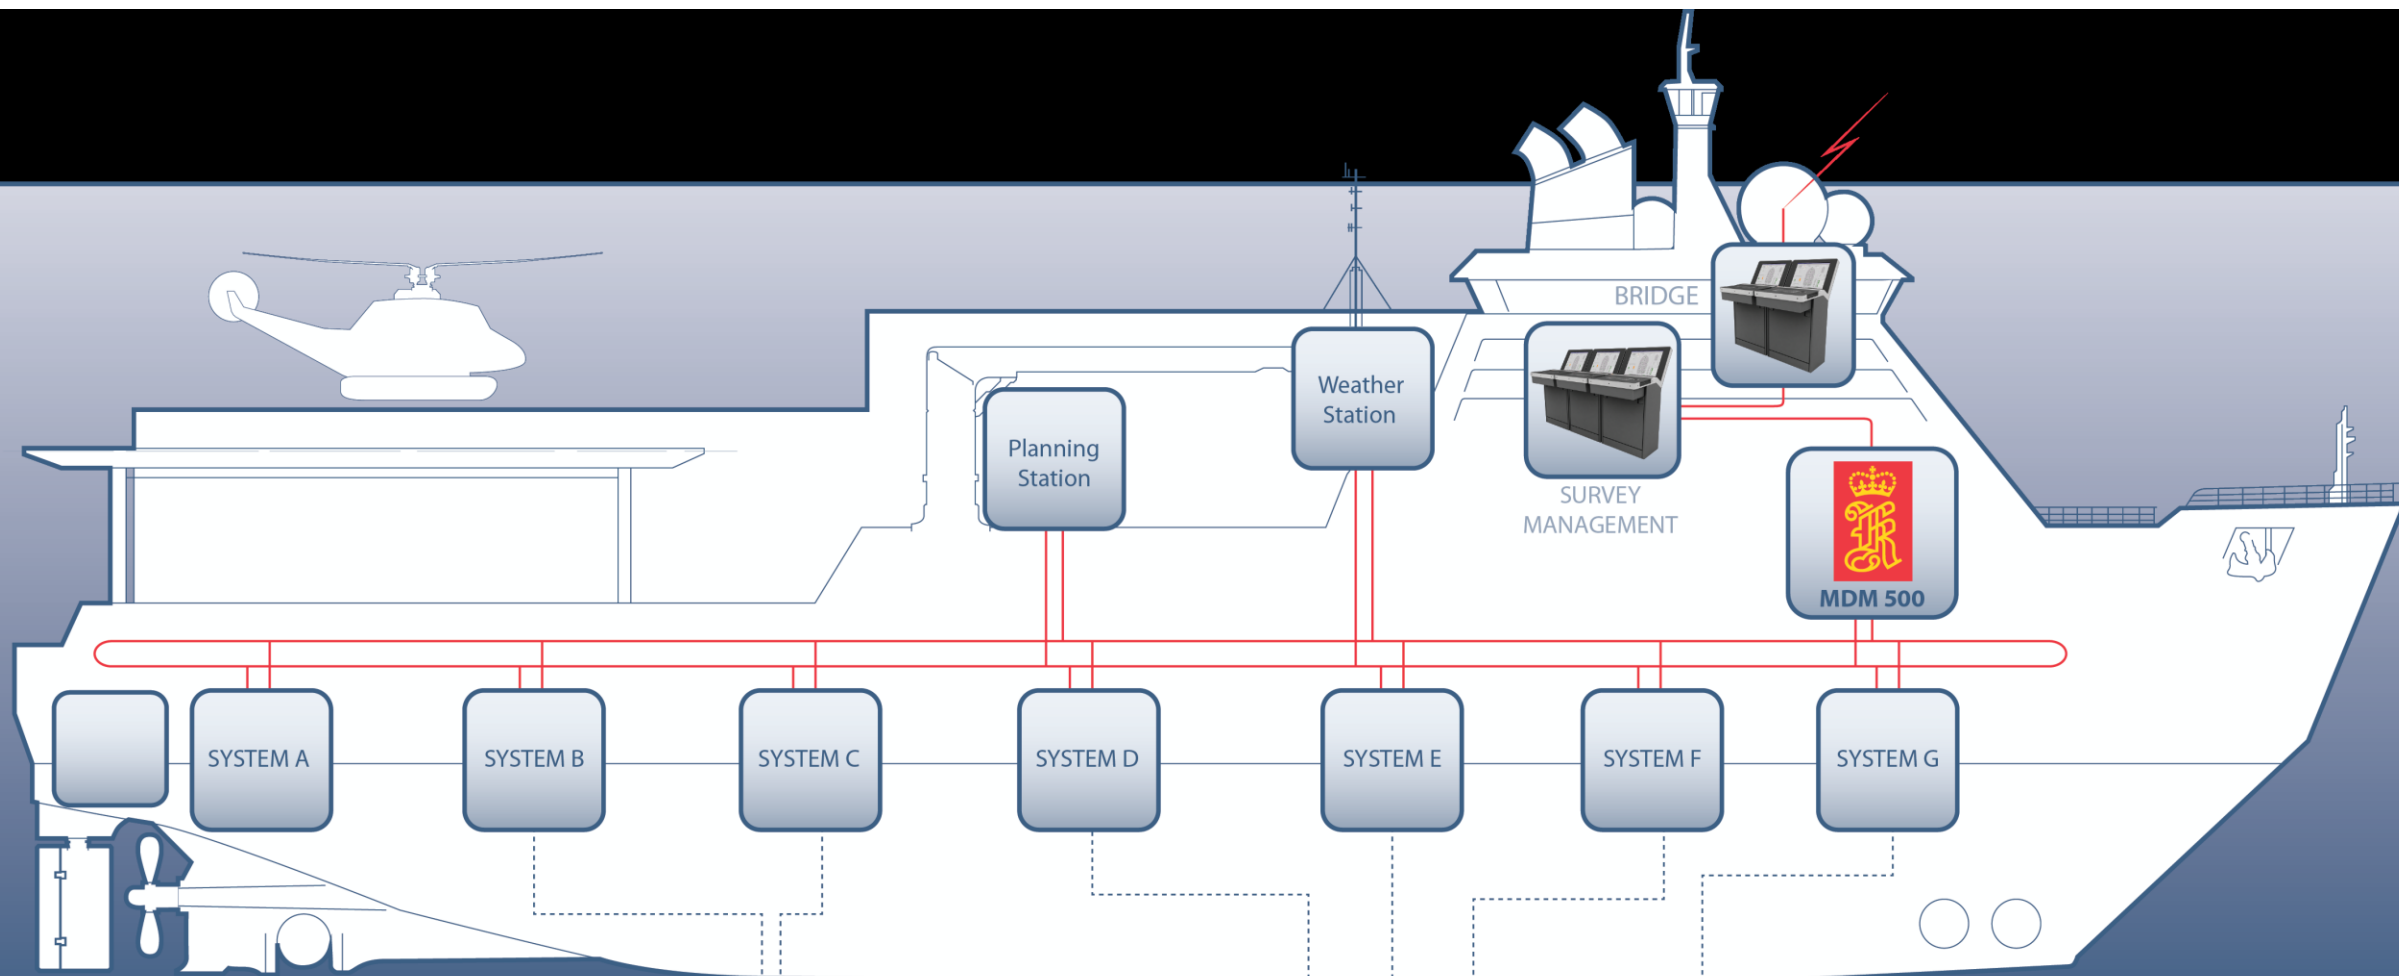 BRIDGE
Weather
Station
Planning
Station
SURVEY
MANAGEMENT
MDM 500
SYSTEM A
SYSTEM B
SYSTEM C
SYSTEM D
SYSTEM E
SYSTEM F
SYSTEM G